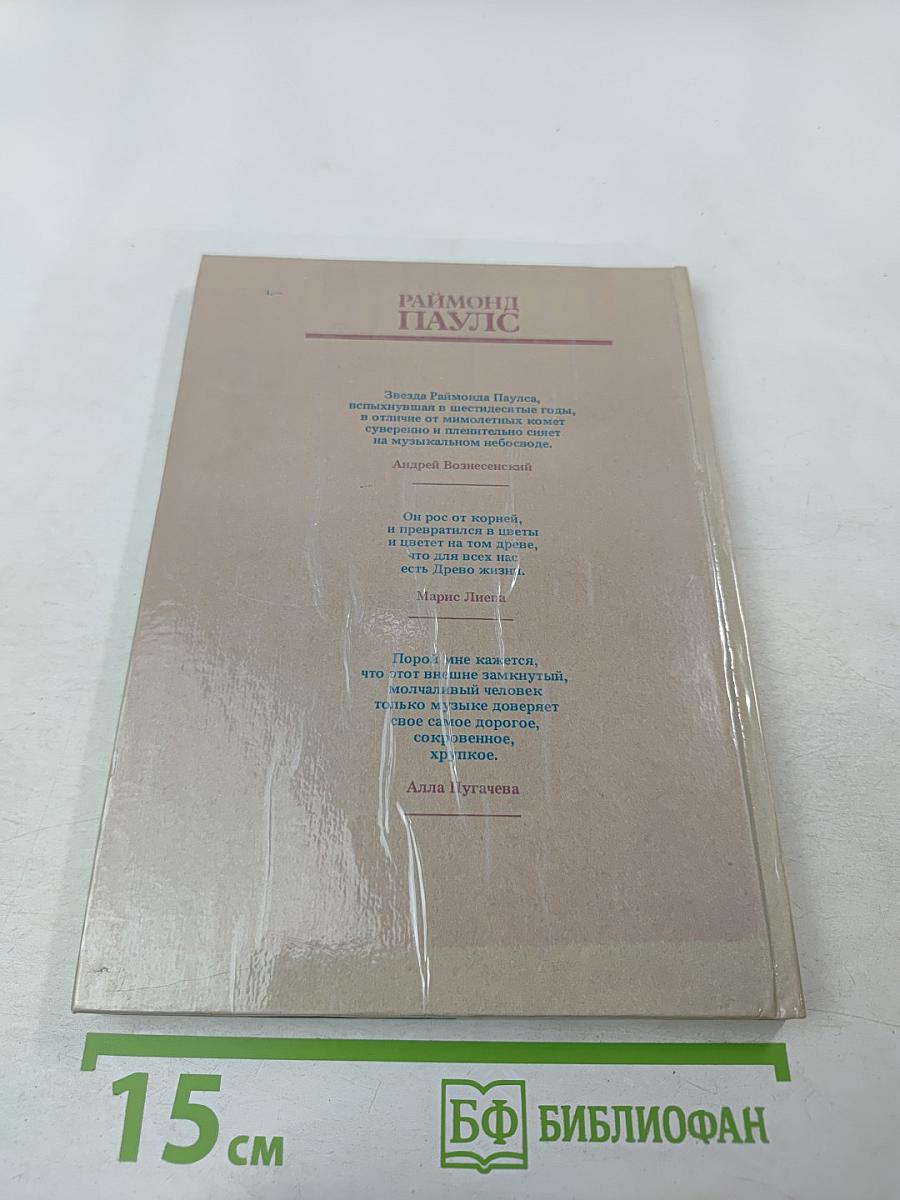 РАЙМОНД
ПАУЛС
Звезда Раймонда Паулса,
вспыхнувшая в шестидесятые годы,
в отличие от мимолетных комет
суверенно и пленительно сияет
на музыкальном небосводе.
Андрей Вознесенский
Он рос от корней,
и превратился в цветы
и цветет на том древе,
что для всех нас
есть Древо жизни.
Марис Лиепа
Порой мне кажется,
что этот внешне замкнутый,
молчаливый человек
только музыке доверяет
свое самое дорогое,
сокровенное,
хрупкое.
Алла Пугачева
15 см
БФ БИБЛИОФАН